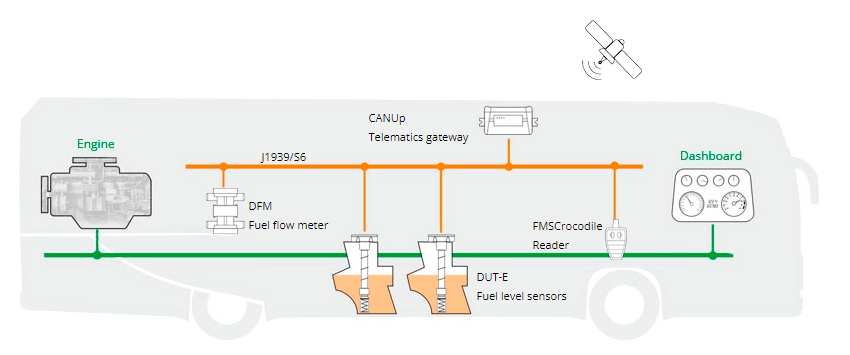 CANUp
Telematics gateway
Engine
J1939/S6
Dashboard
DFM
Fuel flow meter
FMSCrocodile
Reader
DUT-E
Fuel level sensors